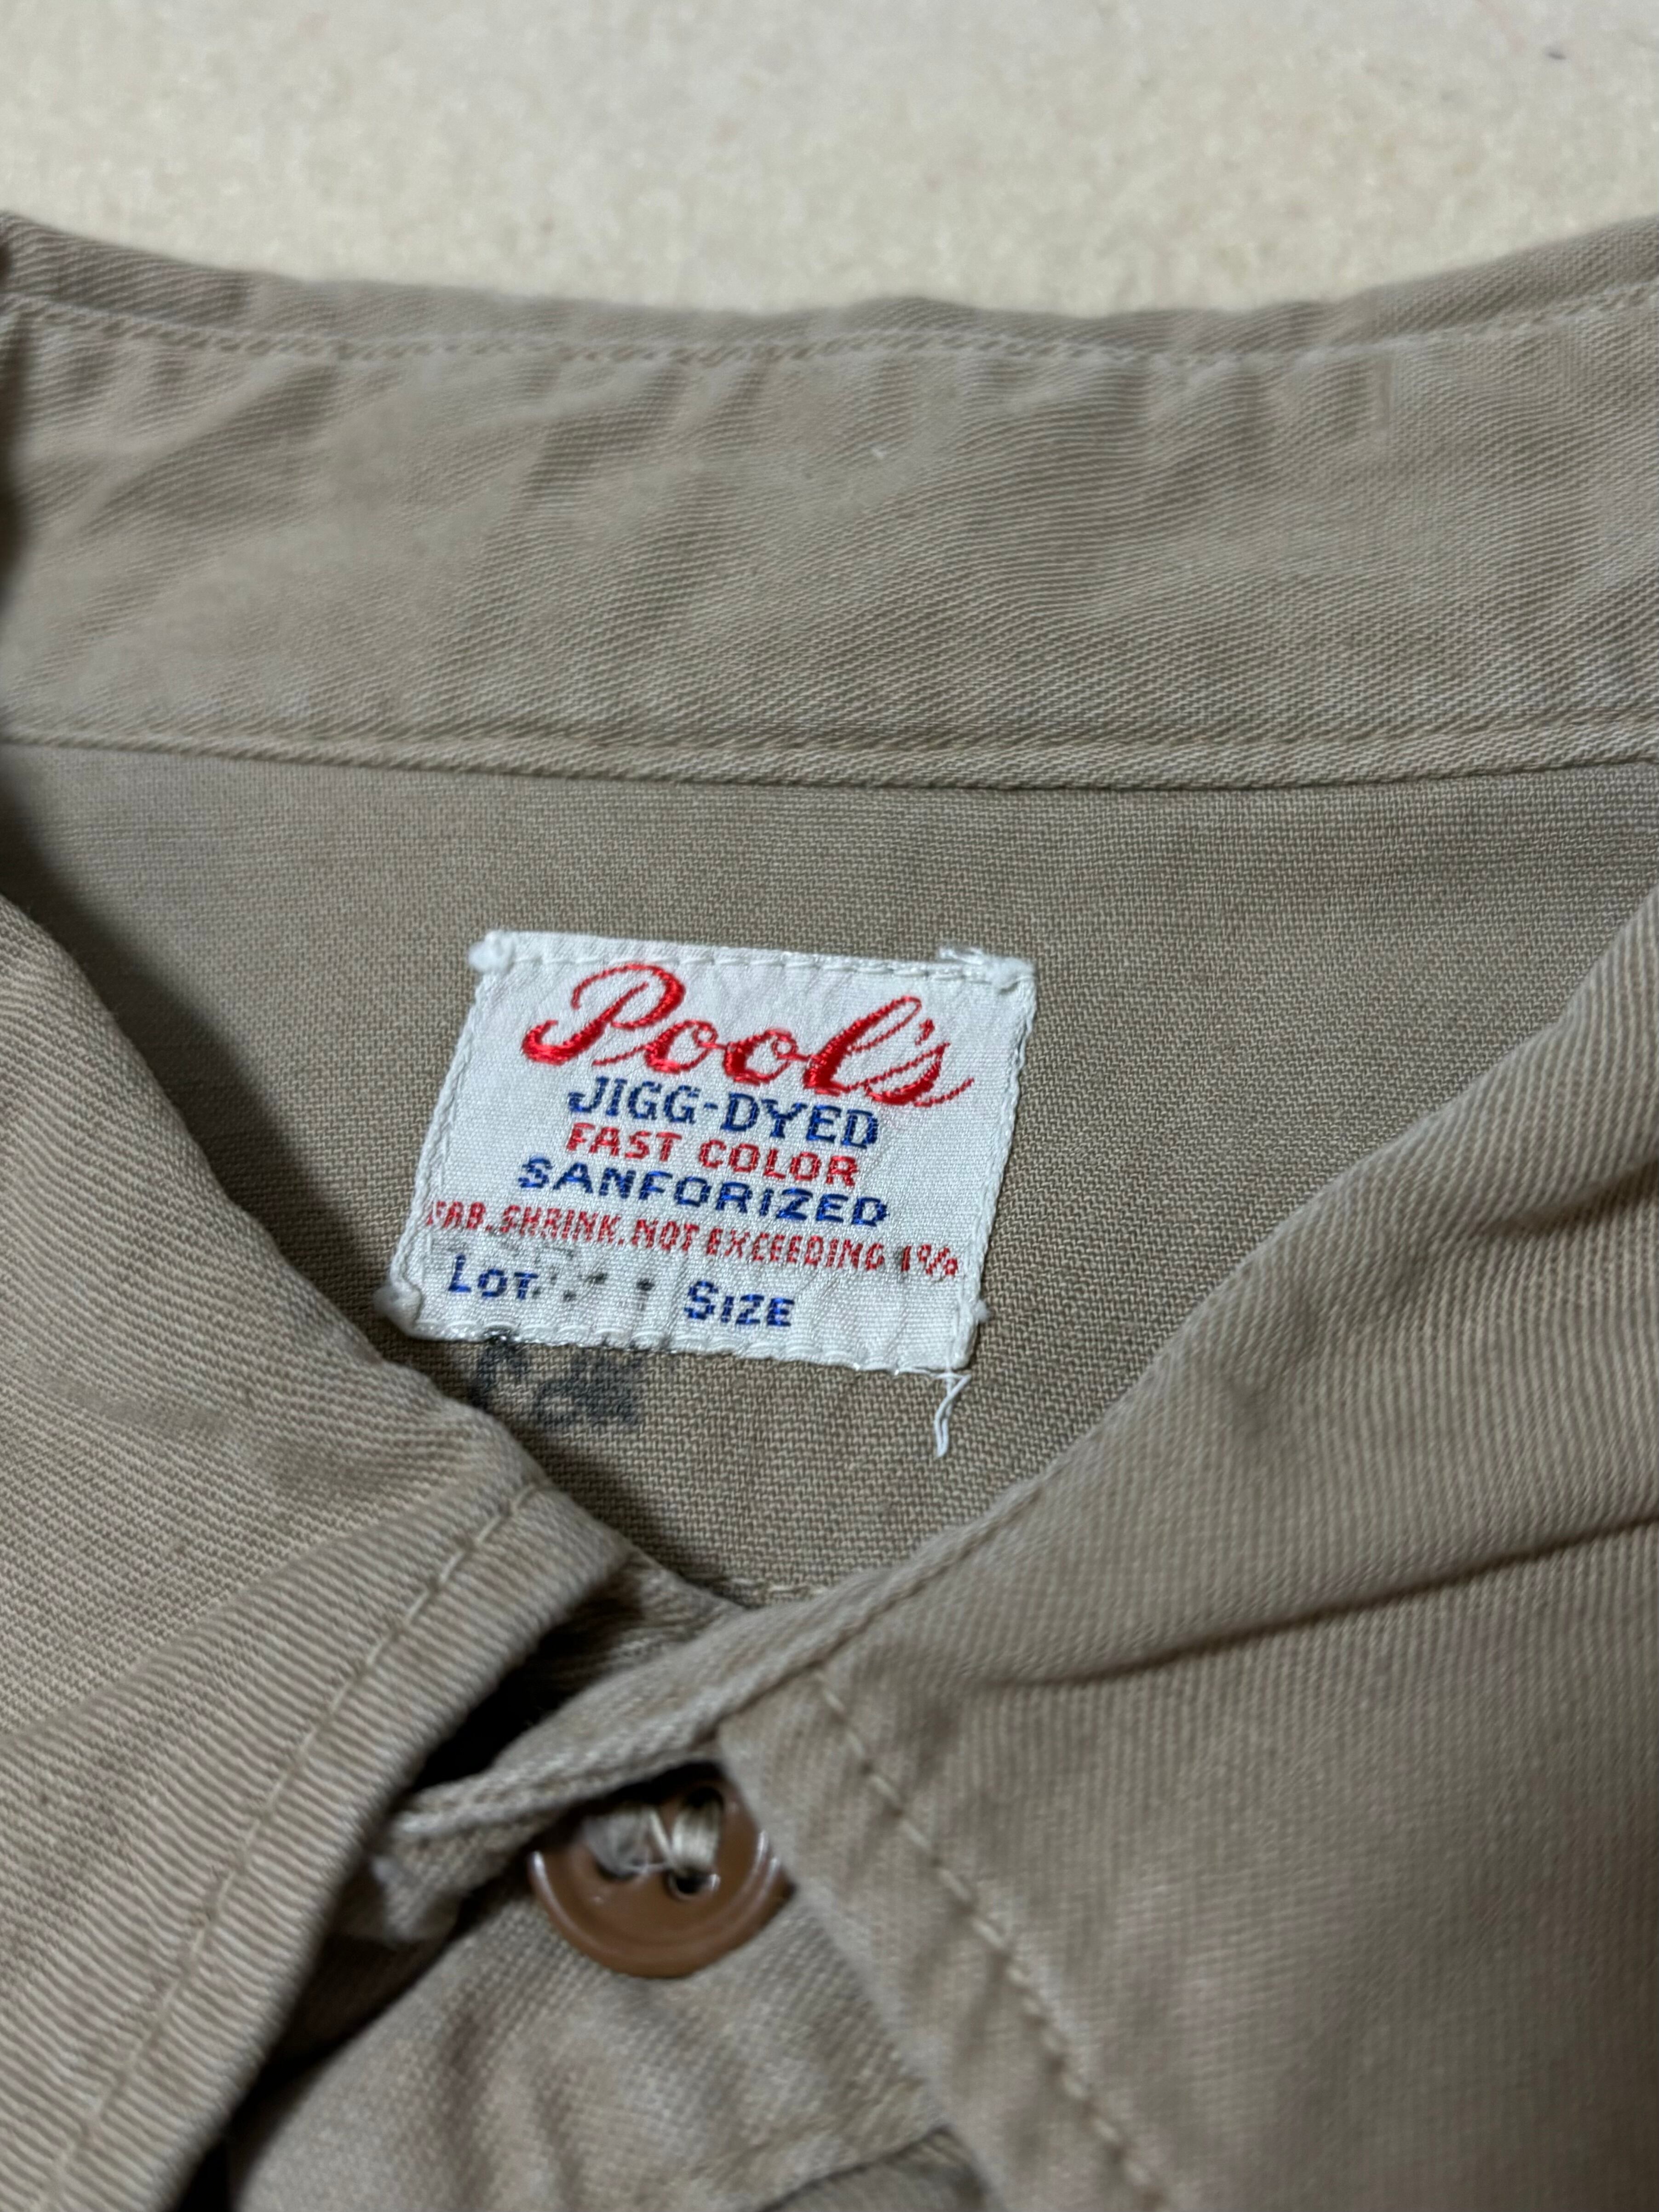 Pool's
JIGG-DYED
FAST COLOR
SANFORIZED
FAB. SHRINK. NOT EXCEEDING 1%
LOT SIZE